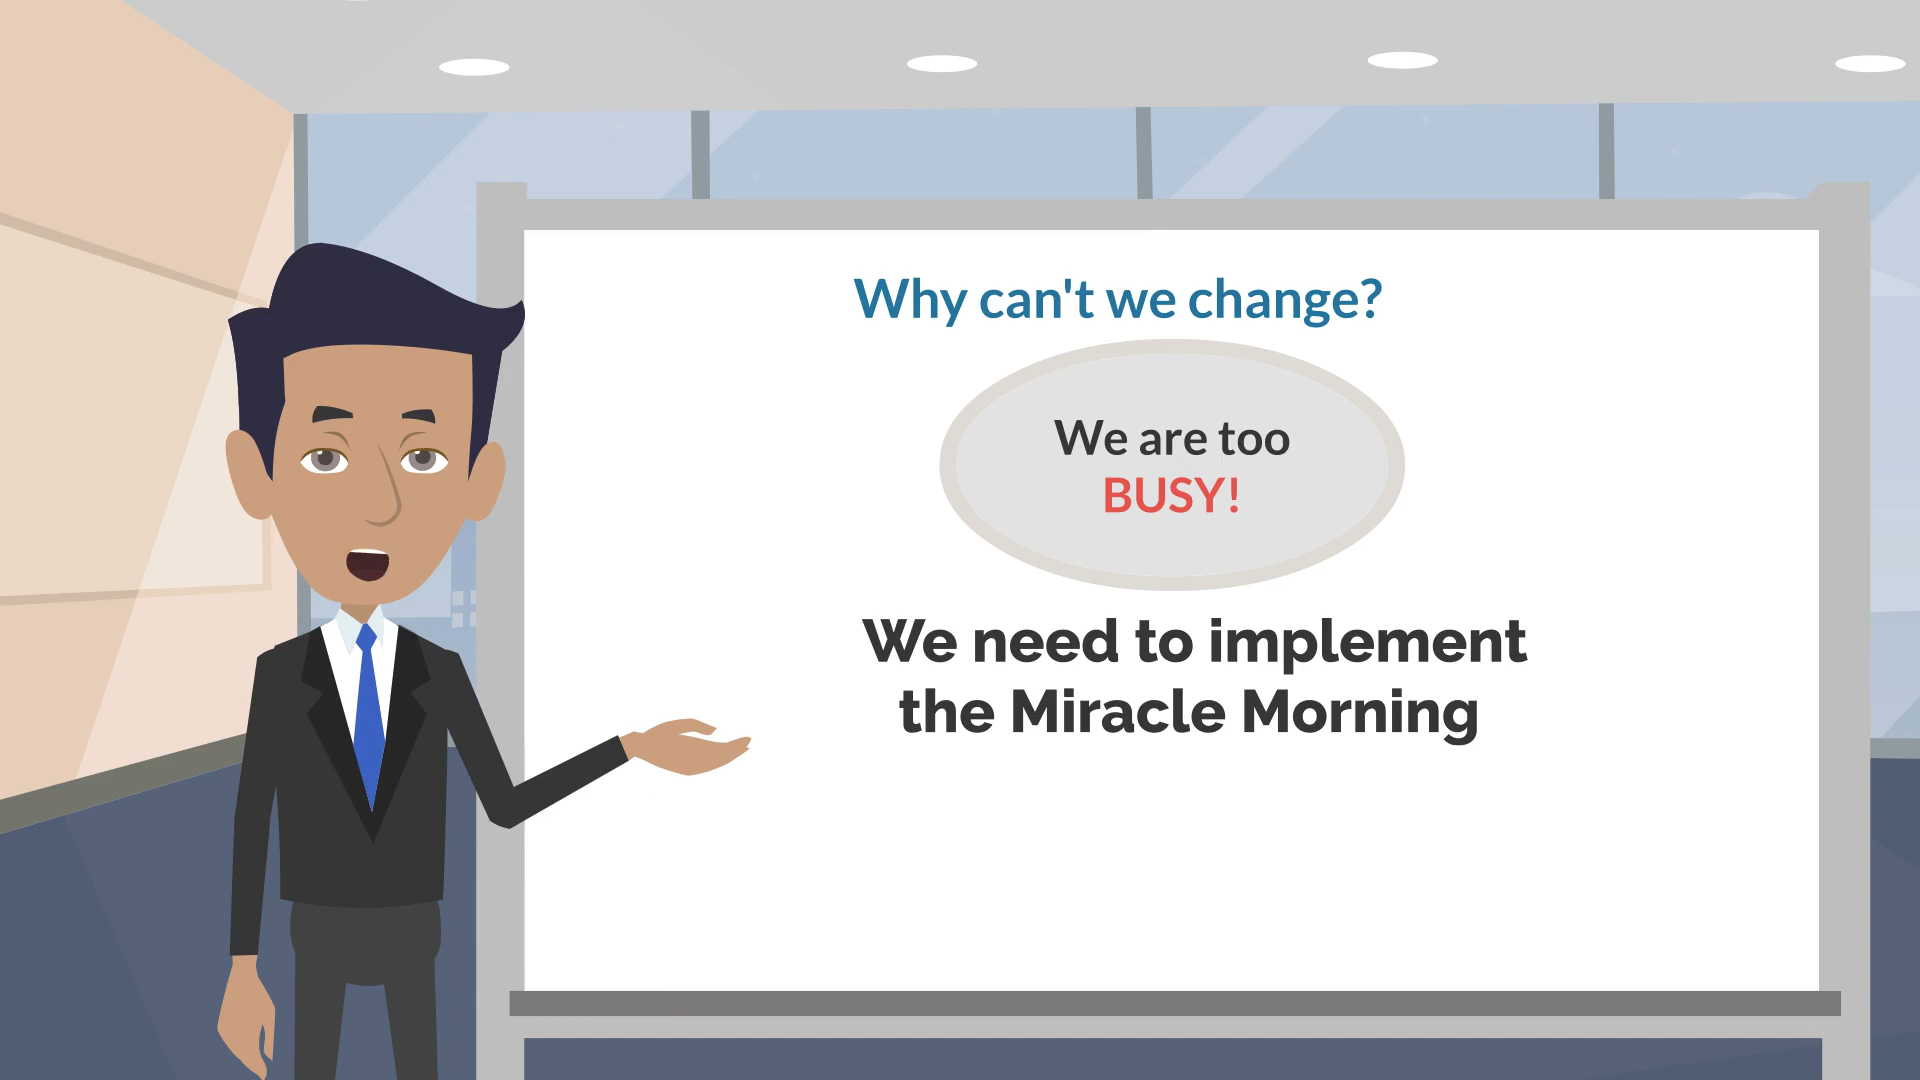 Why can't we change?
We are too
BUSY!
We need to implement
the Miracle Morning